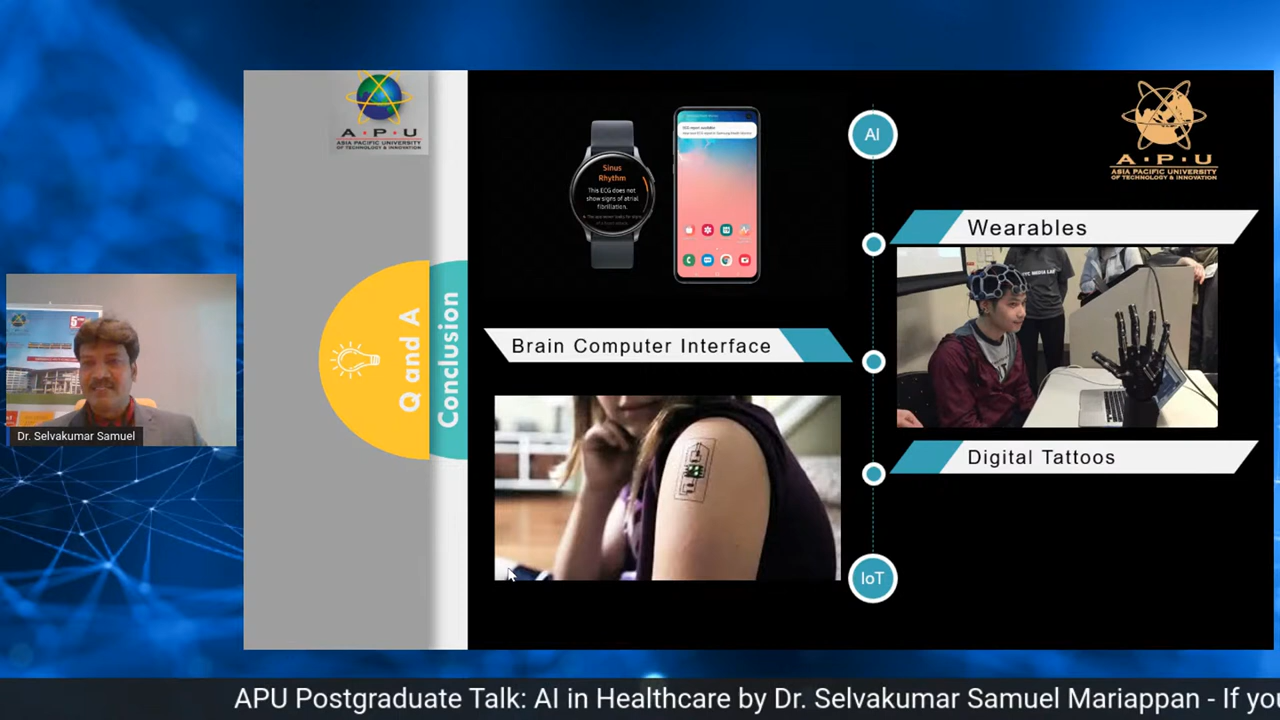 A·P·U
ASIA PACIFIC UNIVERSITY
OF TECHNOLOGY & INNOVATION
Q and A
Conclusion
Dr. Selvakumar Samuel
Sinus
Rhythm
This ECG does not
show signs of atrial
fibrillation.
AI
A·P·U
ASIA PACIFIC UNIVERSITY
OF TECHNOLOGY & INNOVATION
Wearables
Brain Computer Interface
Digital Tattoos
IoT
APU Postgraduate Talk: AI in Healthcare by Dr. Selvakumar Samuel Mariappan - If you